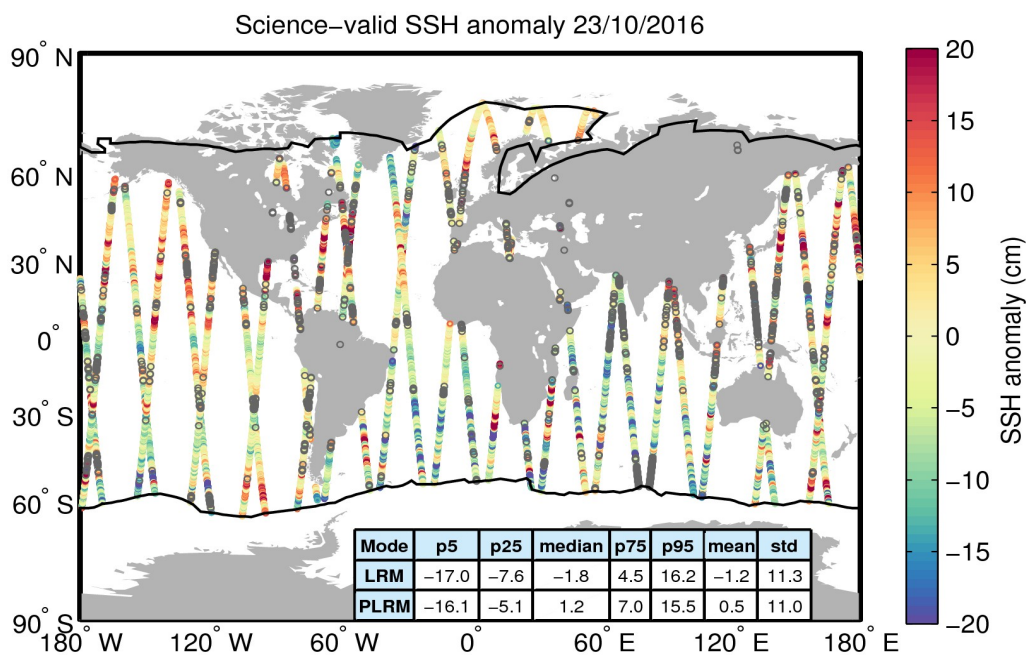 Science−valid SSH anomaly 23/10/2016
90° N
60° N
30° N
0°
30° S
60° S
90° S
180° W
120° W
60° W
0°
60° E
120° E
180° E
20
15
10
5
0
−5
−10
−15
−20
SSH anomaly (cm)
Mode p5 p25 median p75 p95 mean std
LRM −17.0 −7.6 −1.8 4.5 16.2 −1.2 11.3
PLRM −16.1 −5.1 1.2 7.0 15.5 0.5 11.0